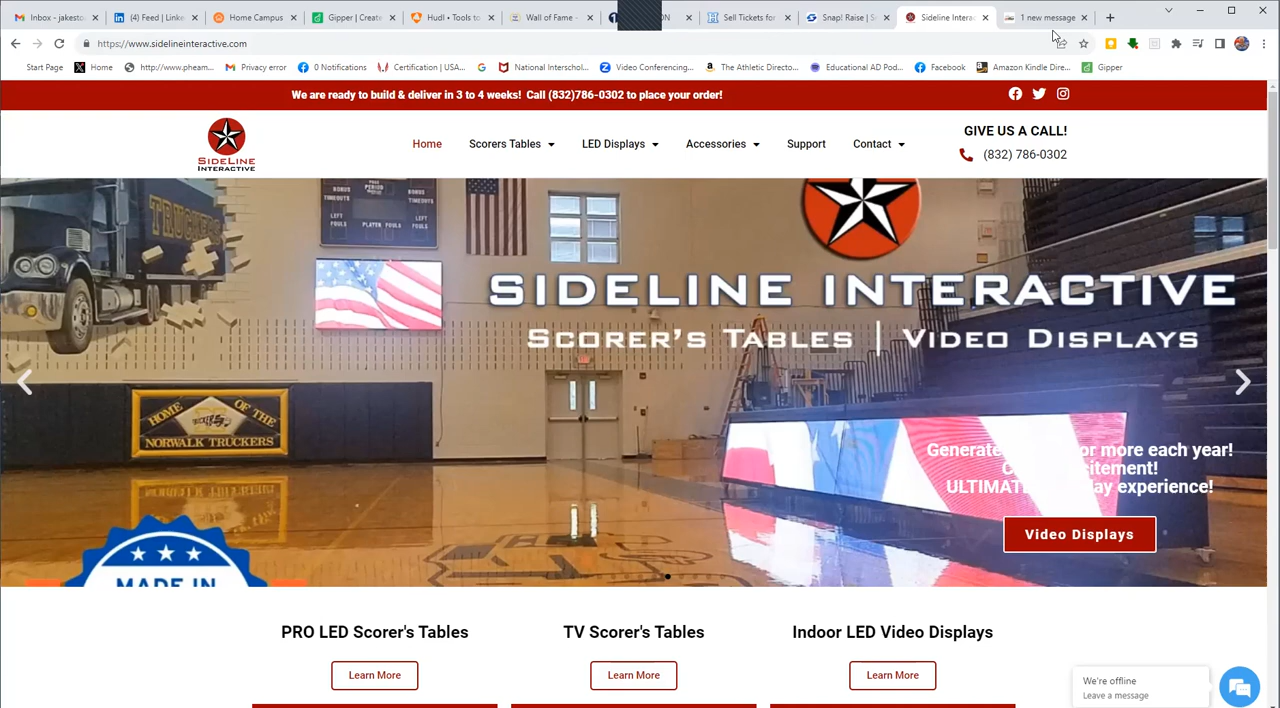 Inbox - jakesto
(4) Feed | Linke
Home Campus
Gipper | Create
Hudl • Tools to
Wall of Fame -
ON
Sell Tickets for
Snap! Raise | S
Sideline Interac
1 new message
https://www.sidelineinteractive.com
Start Page
Home
http://www.pheam...
Privacy error
0 Notifications
Certification | USA...
National Interschol...
Video Conferencing...
The Athletic Directo...
Educational AD Pod...
Facebook
Amazon Kindle Dire...
Gipper
We are ready to build & deliver in 3 to 4 weeks! Call (832)786-0302 to place your order!
SIDELINE
INTERACTIVE
Home
Scorers Tables
LED Displays
Accessories
Support
Contact
GIVE US A CALL!
(832) 786-0302
TRUCKERS
BONUS
TIMEOUTS
PERIOD
BONUS
TIMEOUTS
LEFT
FOULS
PLAYER FOULS
LEFT
FOULS
SIDELINE INTERACTIVE
SCORER'S TABLES | VIDEO DISPLAYS
HOME OF THE
NORWALK TRUCKERS
Generate or more each year!
citement!
ULTIMAT ay experience!
Video Displays
MADE IN
PRO LED Scorer's Tables
TV Scorer's Tables
Indoor LED Video Displays
Learn More
Learn More
Learn More
We're offline
Leave a message